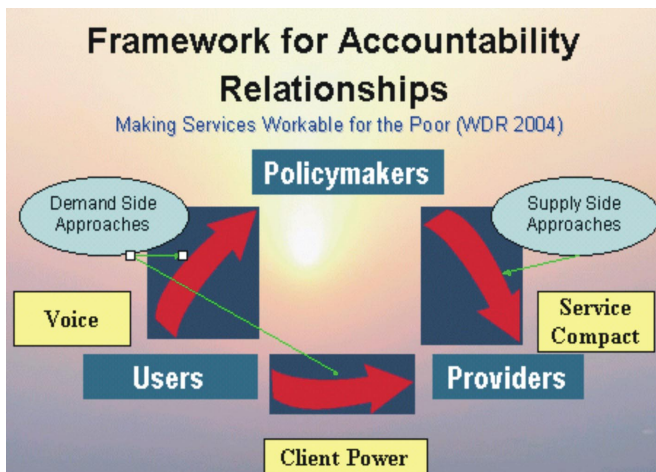 Framework for Accountability
Relationships
Making Services Workable for the Poor (WDR 2004)
Policymakers
Demand Side
Approaches
Supply Side
Approaches
Voice
Service
Compact
Users
Providers
Client Power